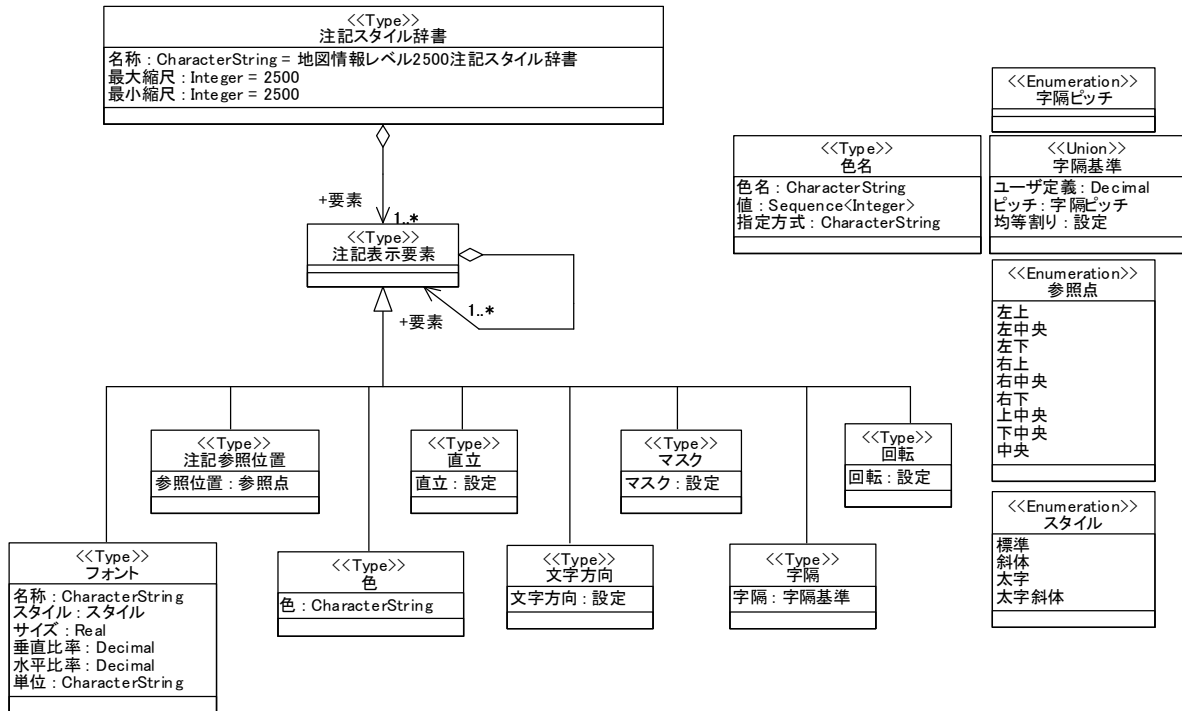 <<Type>>
注記スタイル辞書
名称 : CharacterString = 地図情報レベル2500注記スタイル辞書
最大縮尺 : Integer = 2500
最小縮尺 : Integer = 2500
+要素
1..*
<<Type>>
注記表示要素
1..*
+要素
<<Enumeration>>
字隔ピッチ
<<Type>>
色名
色名 : CharacterString
値 : Sequence<Integer>
指定方式 : CharacterString
<<Union>>
字隔基準
ユーザ定義 : Decimal
ピッチ : 字隔ピッチ
均等割り : 設定
<<Enumeration>>
参照点
左上
左中央
左下
右上
右中央
右下
上中央
下中央
中央
<<Type>>
注記参照位置
参照位置 : 参照点
<<Type>>
直立
直立 : 設定
<<Type>>
マスク
マスク : 設定
<<Type>>
回転
回転 : 設定
<<Enumeration>>
スタイル
標準
斜体
太字
太字斜体
<<Type>>
フォント
名称 : CharacterString
スタイル : スタイル
サイズ : Real
垂直比率 : Decimal
水平比率 : Decimal
単位 : CharacterString
<<Type>>
色
色 : CharacterString
<<Type>>
文字方向
文字方向 : 設定
<<Type>>
字隔
字隔 : 字隔基準